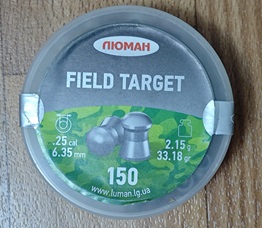 ЛЮМАН
FIELD TARGET
.25 cal
6.35 mm
2.15 g
33.18 gr
150
www.luman.lg.ua